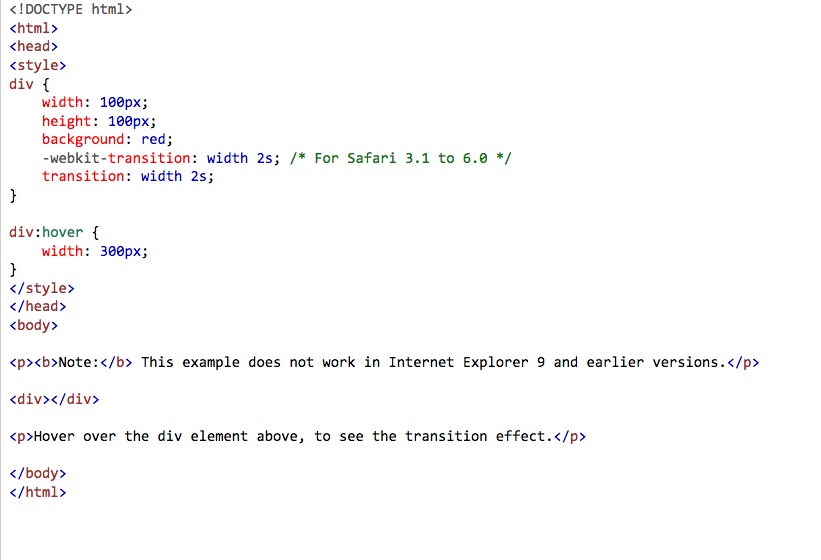 <!DOCTYPE html>
<html>
<head>
<style>
div {
    width: 100px;
    height: 100px;
    background: red;
    -webkit-transition: width 2s; /* For Safari 3.1 to 6.0 */
    transition: width 2s;
}

div:hover {
    width: 300px;
}
</style>
</head>
<body>

<p><b>Note:</b> This example does not work in Internet Explorer 9 and earlier versions.</p>

<div></div>

<p>Hover over the div element above, to see the transition effect.</p>

</body>
</html>